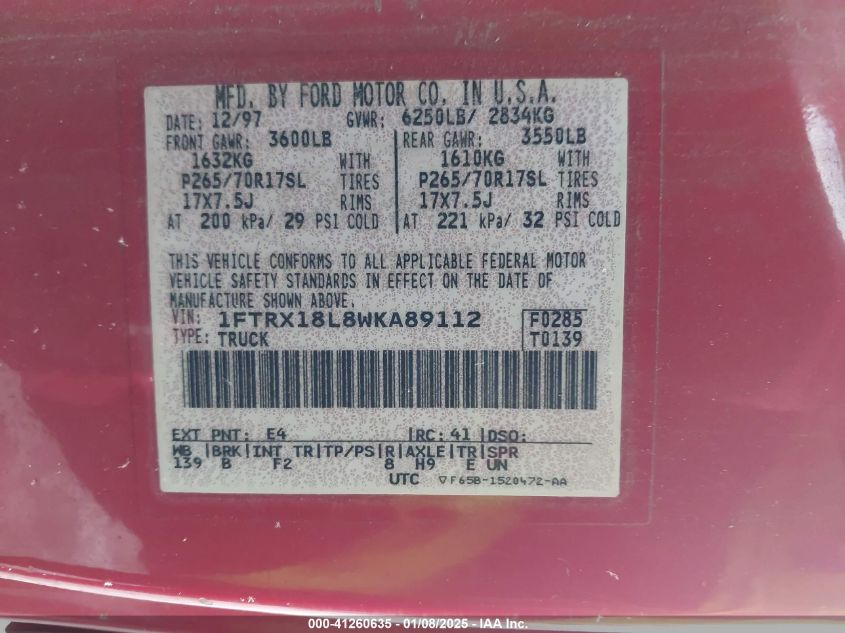 MFD. BY FORD MOTOR CO. IN U.S.A.
DATE: 12/97 GVWR: 6250LB/ 2834KG
FRONT GAWR: 3600LB REAR GAWR: 3550LB
1632KG WITH 1610KG WITH
P265/70R17SL TIRES P265/70R17SL TIRES
17X7.5J RIMS 17X7.5J RIMS
AT 200 kPa/ 29 PSI COLD AT 221 kPa/ 32 PSI COLD
THIS VEHICLE CONFORMS TO ALL APPLICABLE FEDERAL MOTOR
VEHICLE SAFETY STANDARDS IN EFFECT ON THE DATE OF
MANUFACTURE SHOWN ABOVE.
VIN: 1FTRX18L8WKA89112 F0285
TYPE: TRUCK T0139
EXT PNT: E4 |RC: 41 |DSO:
WB |BRK|INT TR|TP/PS|R|AXLE|TR|SPR
139 B F2 8 H9 E UN
UTC ▽F65B-1520472-AA
000-41260635 - 01/08/2025 - IAA Inc.